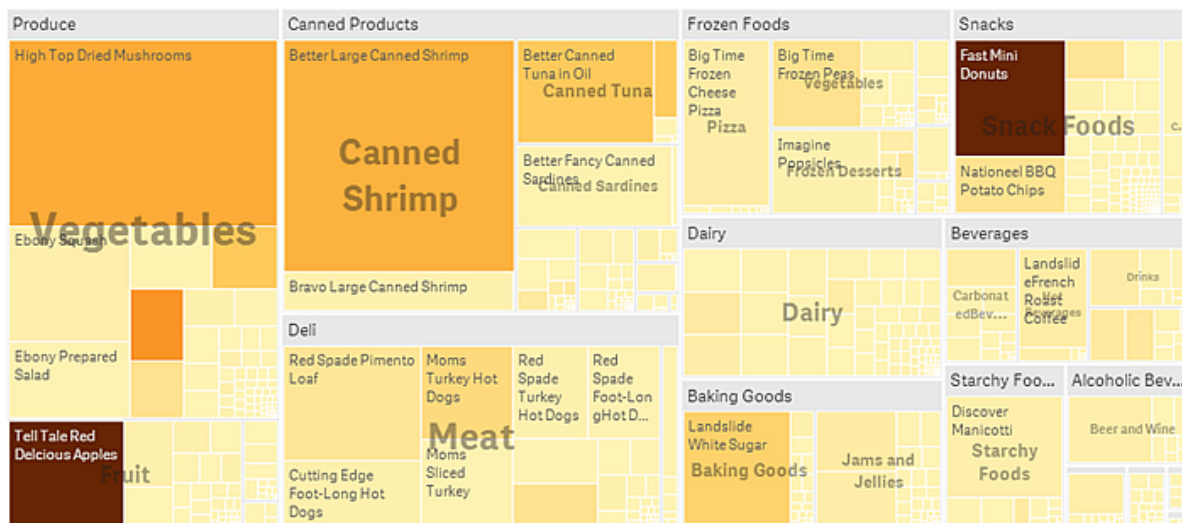 Produce
High Top Dried Mushrooms
Vegetables
Ebony Squash
Ebony Prepared
Salad
Tell Tale Red
Delcious Apples
Fruit
Canned Products
Better Large Canned Shrimp
Canned
Shrimp
Bravo Large Canned Shrimp
Better Canned
Tuna in Oil
Canned Tuna
Better Fancy Canned
Sardines
Canned Sardines
Deli
Red Spade Pimento
Loaf
Cutting Edge
Foot-Long Hot
Dogs
Moms
Turkey Hot
Dogs
Meat
Moms
Sliced
Turkey
Red
Spade
Turkey
Hot Dogs
Red
Spade
Foot-Lon
gHot D...
Frozen Foods
Big Time
Frozen
Cheese
Pizza
Pizza
Big Time
Frozen Peas
Vegetables
Imagine
Popsicles
Frozen Desserts
Dairy
Dairy
Baking Goods
Landslide
White Sugar
Baking Goods
Jams and
Jellies
Snacks
Fast Mini
Donuts
Snack Foods
C...
Nationeel BBQ
Potato Chips
Beverages
Carbonat
edBev...
Landslid
eFrench
Roast
Coffee
Hot
Beverages
Drinks
Starchy Foo...
Discover
Manicotti
Starchy
Foods
Alcoholic Bev...
Beer and Wine